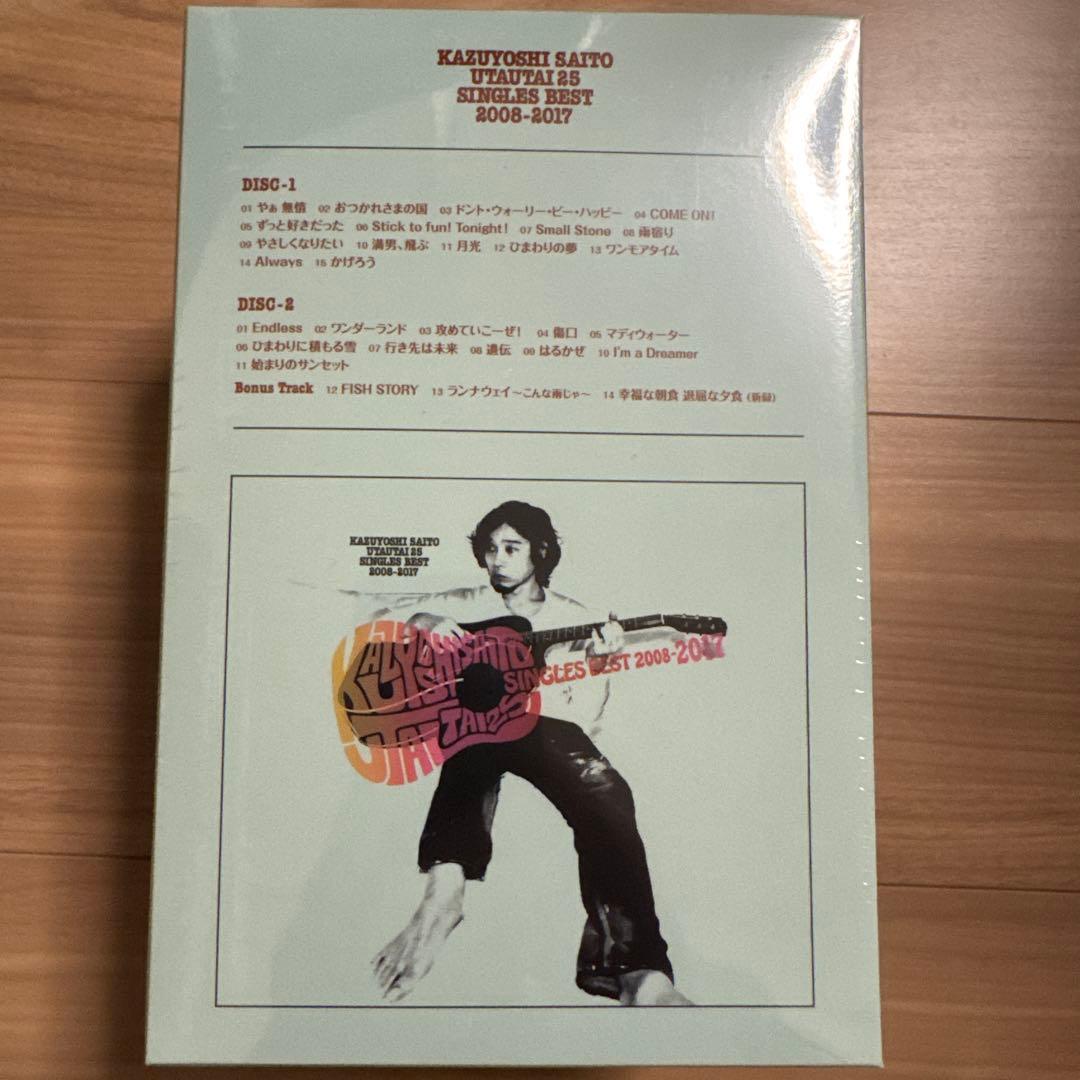 KAZUYOSHI SAITO
UTAUTAI 25
SINGLES BEST
2008-2017
DISC-1
01 やぁ 無情 02 おつかれさまの国 03 ドント・ウォーリー・ビー・ハッピー 04 COME ON!
05 ずっと好きだった 06 Stick to fun! Tonight! 07 Small Stone 08 雨宿り
09 やさしくなりたい 10 満男、飛ぶ 11 月光 12 ひまわりの夢 13 ワンモアタイム
14 Always 15 かげろう
DISC-2
01 Endless 02 ワンダーランド 03 攻めていこーぜ! 04 傷口 05 マディウォーター
06 ひまわりに積もる雪 07 行き先は未来 08 遺伝 09 はるかぜ 10 I'm a Dreamer
11 始まりのサンセット
Bonus Track 12 FISH STORY 13 ランナウェイ～こんな雨じゃ～ 14 幸福な朝食 退屈な夕食 (新録)
KAZUYOSHI SAITO
UTAUTAI 25
SINGLES BEST
2008-2017
KAZUYOSHI SAITO
SINGLES BEST 2008-2017
UTAUTAI 25